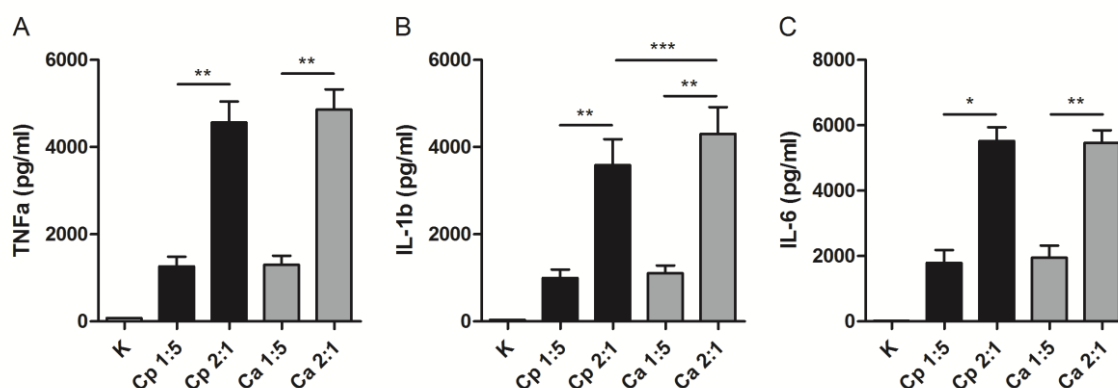 A
TNFa (pg/ml)
6000
4000
2000
0
**
**
K
Cp 1:5
Cp 2:1
Ca 1:5
Ca 2:1
B
IL-1b (pg/ml)
6000
4000
2000
0
***
**
**
K
Cp 1:5
Cp 2:1
Ca 1:5
Ca 2:1
C
IL-6 (pg/ml)
8000
6000
4000
2000
0
*
**
K
Cp 1:5
Cp 2:1
Ca 1:5
Ca 2:1